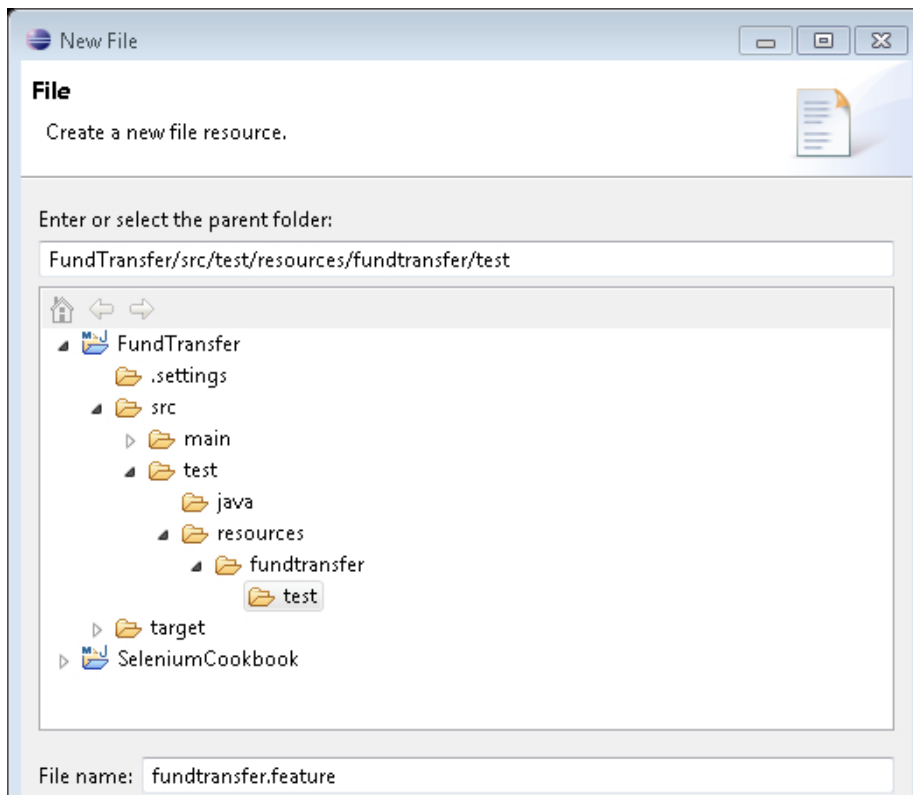 New File
File
Create a new file resource.
Enter or select the parent folder:
FundTransfer/src/test/resources/fundtransfer/test
FundTransfer
.settings
src
main
test
java
resources
fundtransfer
test
target
SeleniumCookbook
File name: fundtransfer.feature